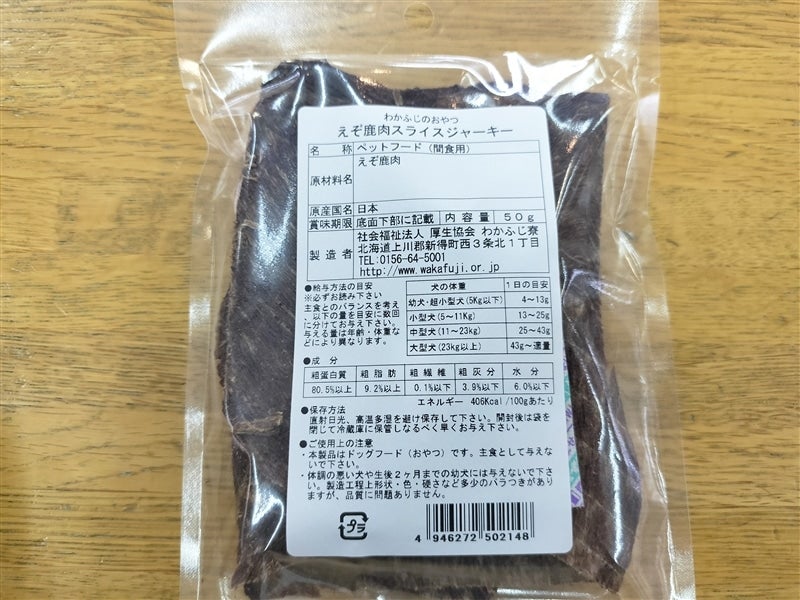 わかふじのおやつ
えぞ鹿肉スライスジャーキー
名 称 ペットフード（間食用）
原材料名 えぞ鹿肉
原産国名 日本
賞味期限 底面下部に記載 内容量 50g
製造者 社会福祉法人 厚生協会 わかふじ寮
北海道上川郡新得町西3条北1丁目
TEL:0156-64-5001
http://www.wakafuji.or.jp
●給与方法の目安
※必ずお読み下さい
主食とのバランスを考え
、以下の量を目安に数回
に分けてお与え下さい。
与える量は年齢・体重な
どにより異なります。
犬の体重 1日の目安
幼犬・超小型犬(5Kg以下) 4~13g
小型犬(5~11Kg) 13~25g
中型犬(11~23kg) 25~43g
大型犬(23kg以上) 43g~適量
●成 分
粗蛋白質 粗脂肪 粗繊維 粗灰分 水分
80.5%以上 9.2%以上 0.1%以下 3.9%以下 6.0%以下
エネルギー 406Kcal/100gあたり
●保存方法
直射日光、高温多湿を避け保存して下さい。開封後は袋を
閉じて冷蔵庫に保管しなるべく早くお与え下さい。
●ご使用上の注意
・本製品はドッグフード（おやつ）です。主食として与えな
いで下さい。
・体調の悪い犬や生後2ヶ月までの幼犬には与えないで下さ
い。製造工程上形状・色・硬さなど多少のバラつきがあり
ますが、品質に問題ありません。
プラ
4 946272 502148